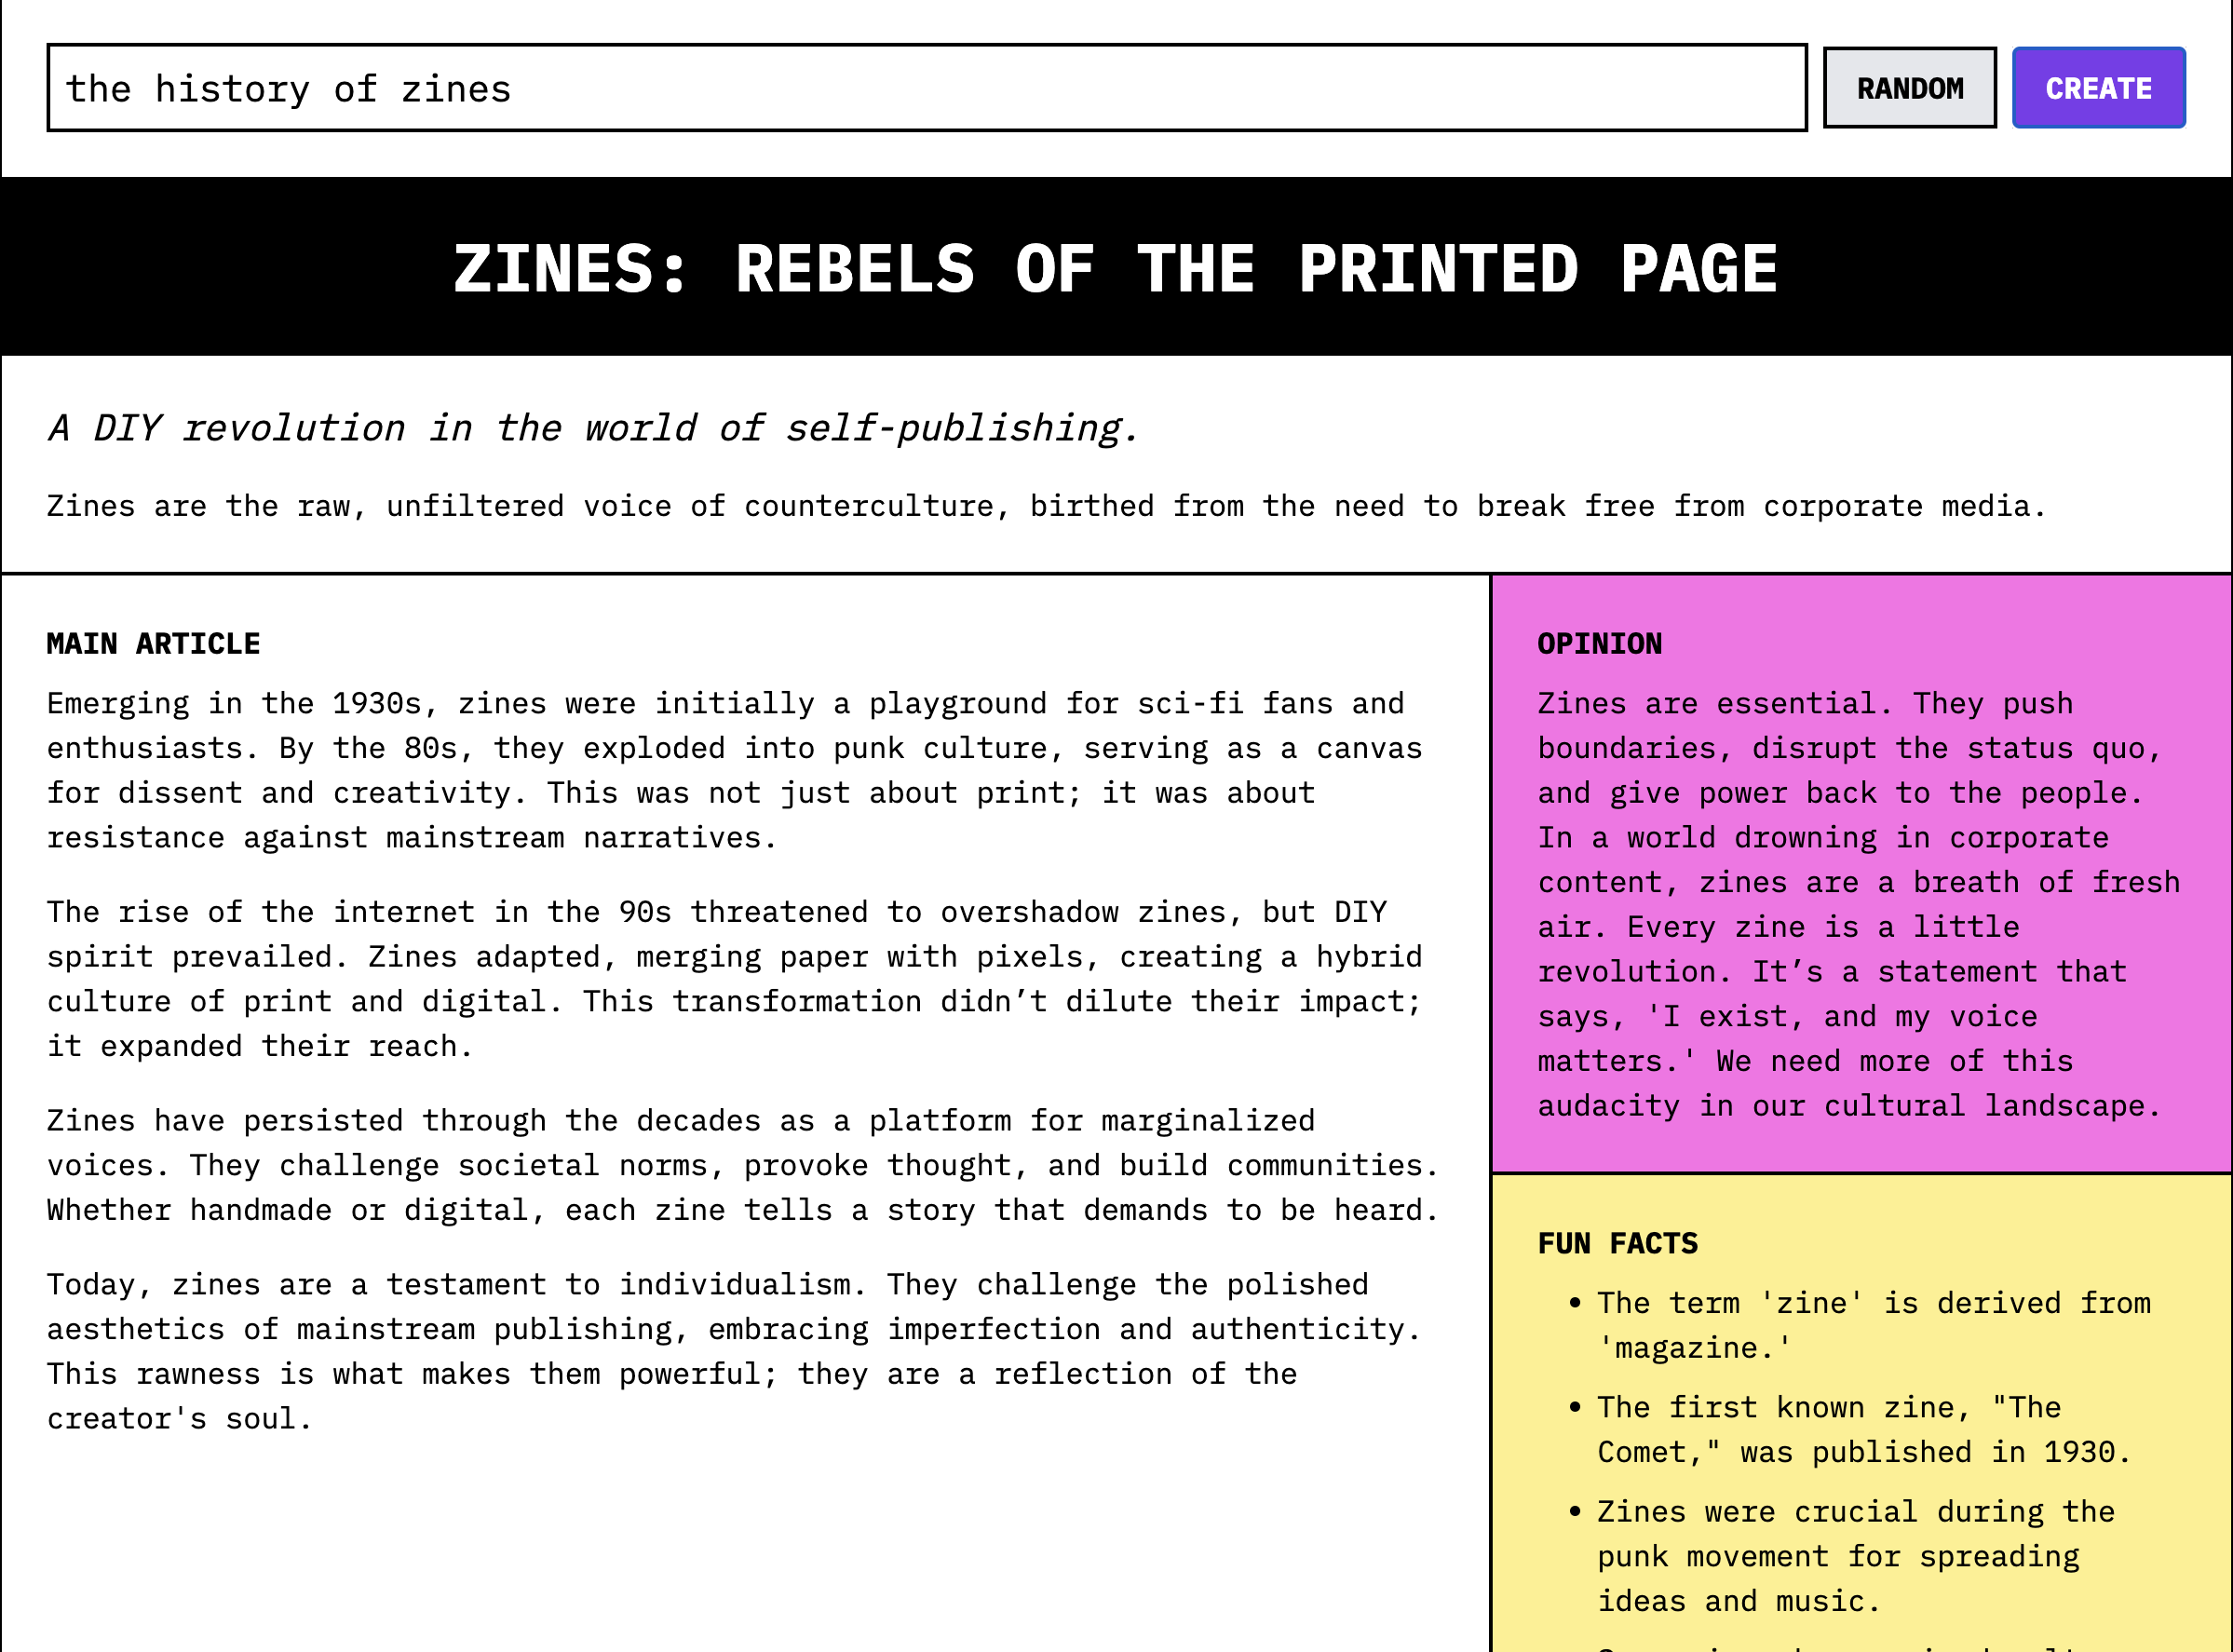 the history of zines
RANDOM
CREATE
ZINES: REBELS OF THE PRINTED PAGE
A DIY revolution in the world of self-publishing.
Zines are the raw, unfiltered voice of counterculture, birthed from the need to break free from corporate media.
MAIN ARTICLE
Emerging in the 1930s, zines were initially a playground for sci-fi fans and
enthusiasts. By the 80s, they exploded into punk culture, serving as a canvas
for dissent and creativity. This was not just about print; it was about
resistance against mainstream narratives.
The rise of the internet in the 90s threatened to overshadow zines, but DIY
spirit prevailed. Zines adapted, merging paper with pixels, creating a hybrid
culture of print and digital. This transformation didn’t dilute their impact;
it expanded their reach.
Zines have persisted through the decades as a platform for marginalized
voices. They challenge societal norms, provoke thought, and build communities.
Whether handmade or digital, each zine tells a story that demands to be heard.
Today, zines are a testament to individualism. They challenge the polished
aesthetics of mainstream publishing, embracing imperfection and authenticity.
This rawness is what makes them powerful; they are a reflection of the
creator's soul.
OPINION
Zines are essential. They push
boundaries, disrupt the status quo,
and give power back to the people.
In a world drowning in corporate
content, zines are a breath of fresh
air. Every zine is a little
revolution. It’s a statement that
says, 'I exist, and my voice
matters.' We need more of this
audacity in our cultural landscape.
FUN FACTS
• The term 'zine' is derived from
'magazine.'
• The first known zine, "The
Comet," was published in 1930.
• Zines were crucial during the
punk movement for spreading
ideas and music.